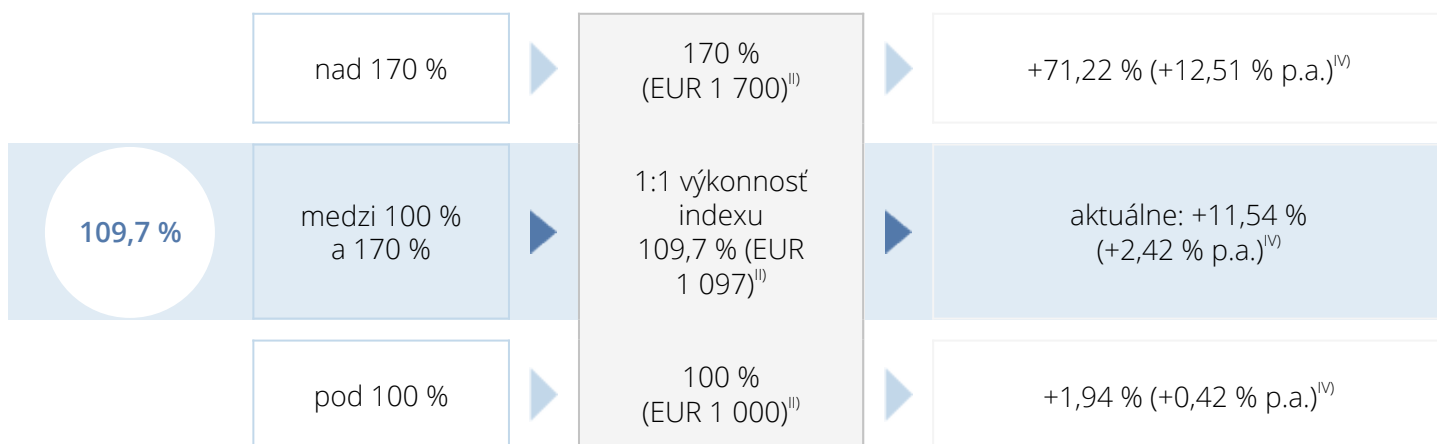 nad 170 %
170 %
(EUR 1 700)II)
+71,22 % (+12,51 % p.a.)IV)
109,7 %
medzi 100 %
a 170 %
1:1 výkonnosť
indexu
109,7 % (EUR
1 097)II)
aktuálne: +11,54 %
(+2,42 % p.a.)IV)
pod 100 %
100 %
(EUR 1 000)II)
+1,94 % (+0,42 % p.a.)IV)